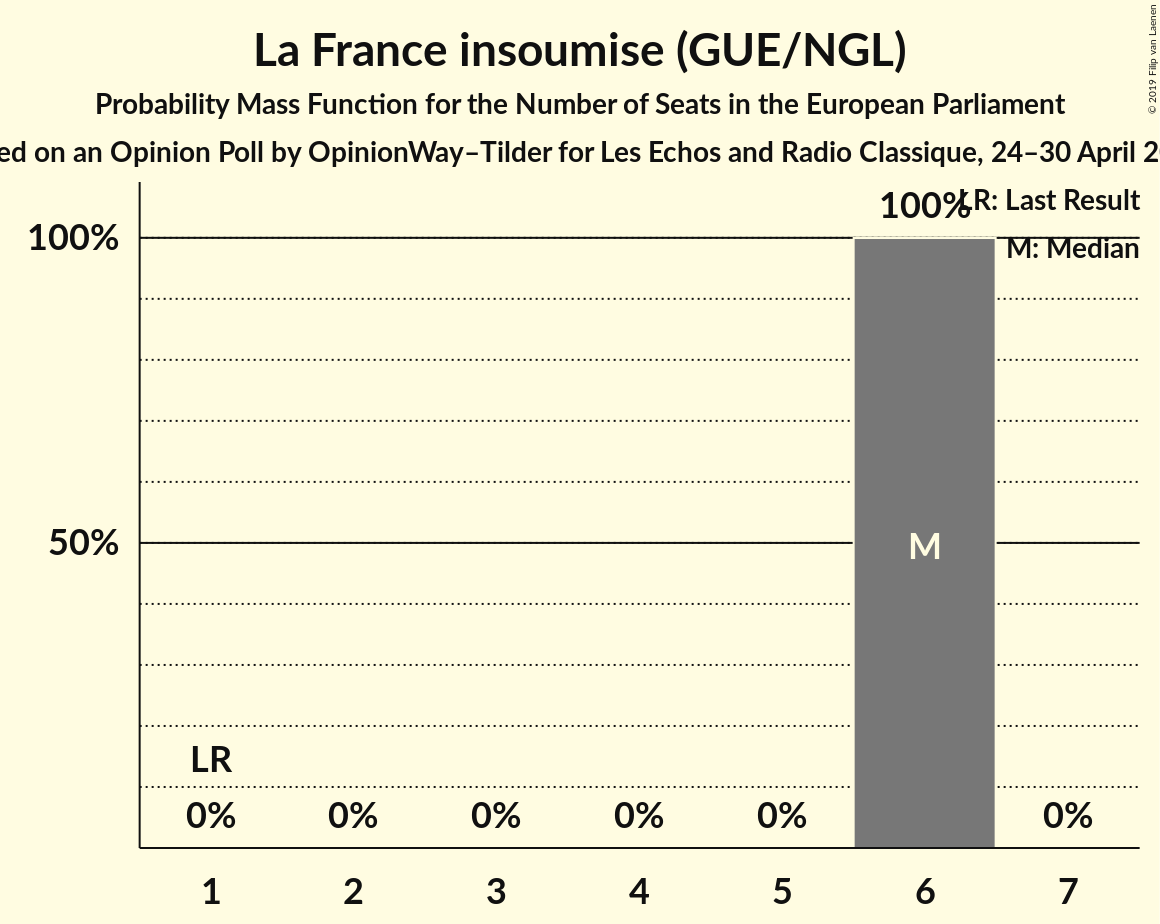 La France insoumise (GUE/NGL)
Probability Mass Function for the Number of Seats in the European Parliament
on an Opinion Poll by OpinionWay–Tilder for Les Echos and Radio Classique, 24–30 April
© 2019 Filip van Laenen
LR: Last Result
M: Median
100%
100%
50%
M
LR
0% 0% 0% 0% 0% 0%
1 2 3 4 5 6 7